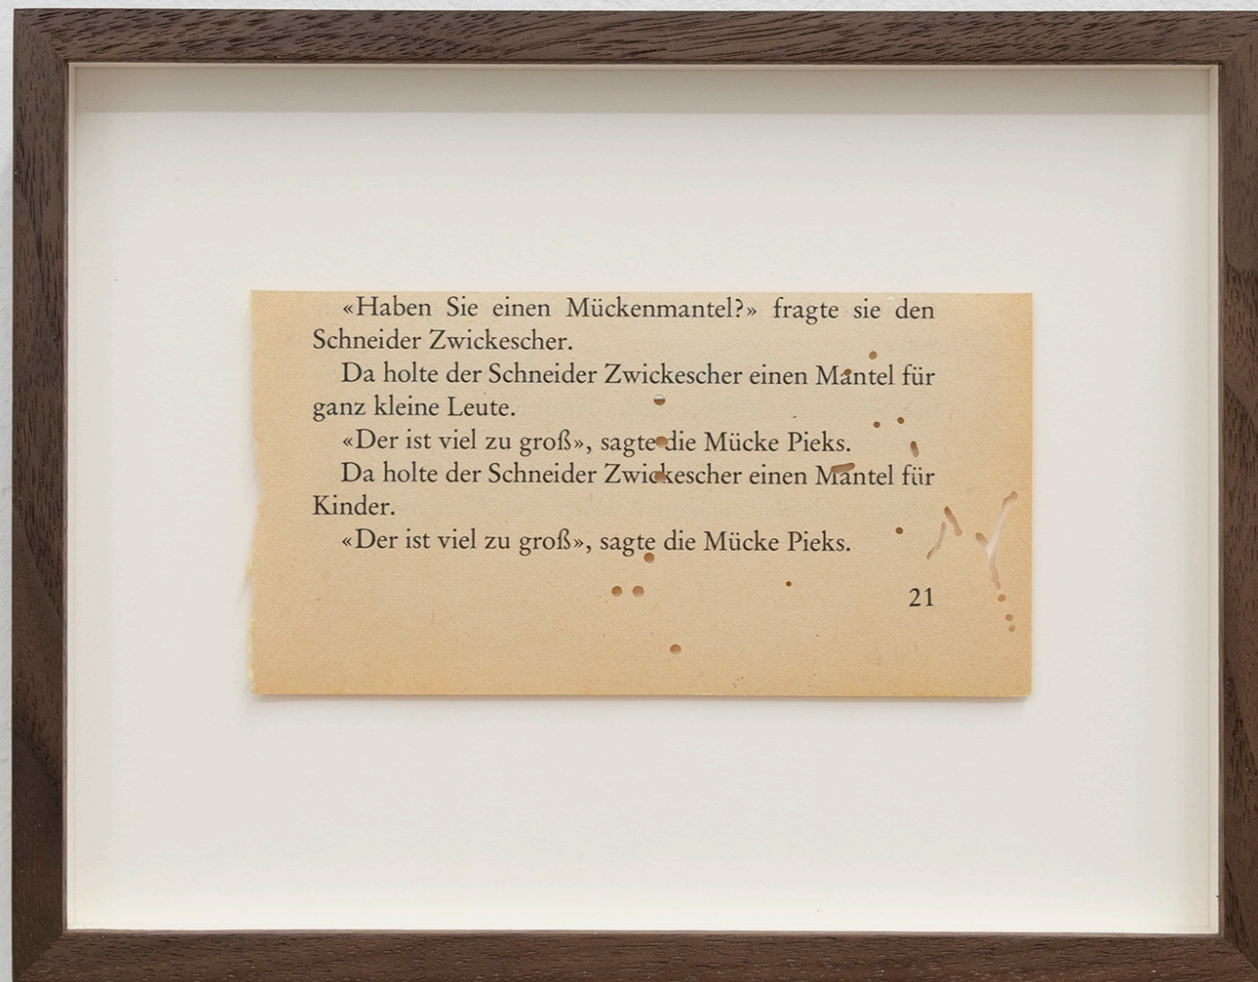 «Haben Sie einen Mückenmantel?» fragte sie den
Schneider Zwickescher.
Da holte der Schneider Zwickescher einen Mantel für
ganz kleine Leute.
«Der ist viel zu groß», sagte die Mücke Pieks.
Da holte der Schneider Zwickescher einen Mantel für
Kinder.
«Der ist viel zu groß», sagte die Mücke Pieks.
21